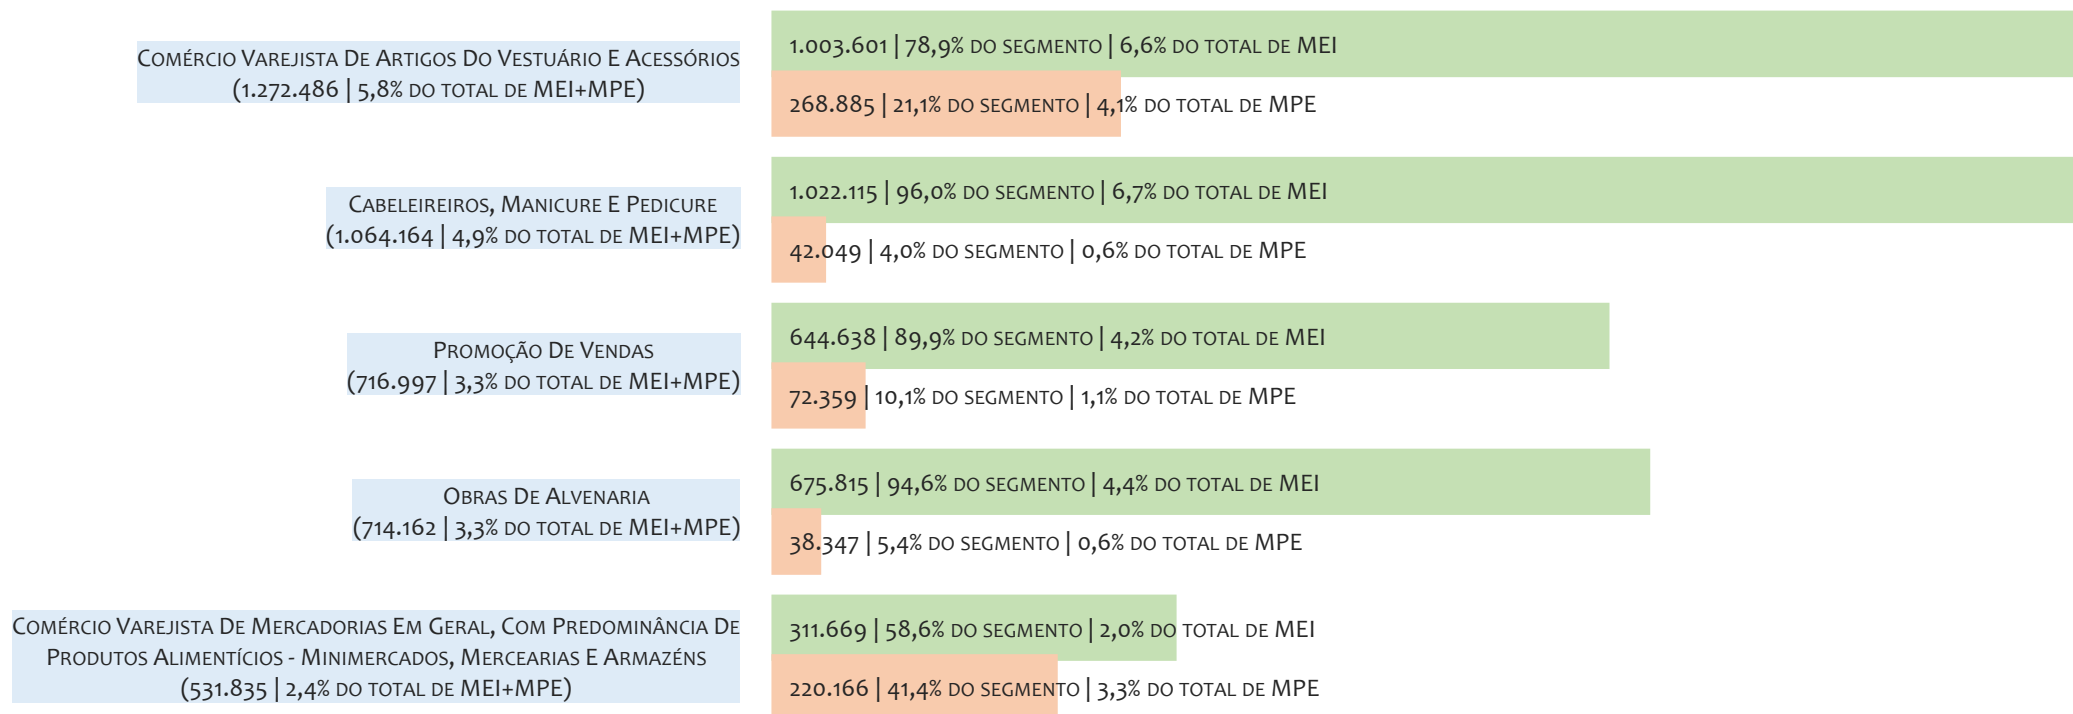 Comércio Varejista De Artigos Do Vestuário E Acessórios
(1.272.486 | 5,8% do total de MEI+MPE)
1.003.601 | 78,9% do segmento | 6,6% do total de MEI
268.885 | 21,1% do segmento | 4,1% do total de MPE
Cabeleireiros, Manicure E Pedicure
(1.064.164 | 4,9% do total de MEI+MPE)
1.022.115 | 96,0% do segmento | 6,7% do total de MEI
42.049 | 4,0% do segmento | 0,6% do total de MPE
Promoção De Vendas
(716.997 | 3,3% do total de MEI+MPE)
644.638 | 89,9% do segmento | 4,2% do total de MEI
72.359 | 10,1% do segmento | 1,1% do total de MPE
Obras De Alvenaria
(714.162 | 3,3% do total de MEI+MPE)
675.815 | 94,6% do segmento | 4,4% do total de MEI
38.347 | 5,4% do segmento | 0,6% do total de MPE
Comércio Varejista De Mercadorias Em Geral, Com Predominância De
Produtos Alimentícios - Minimercados, Mercearias E Armazéns
(531.835 | 2,4% do total de MEI+MPE)
311.669 | 58,6% do segmento | 2,0% do total de MEI
220.166 | 41,4% do segmento | 3,3% do total de MPE